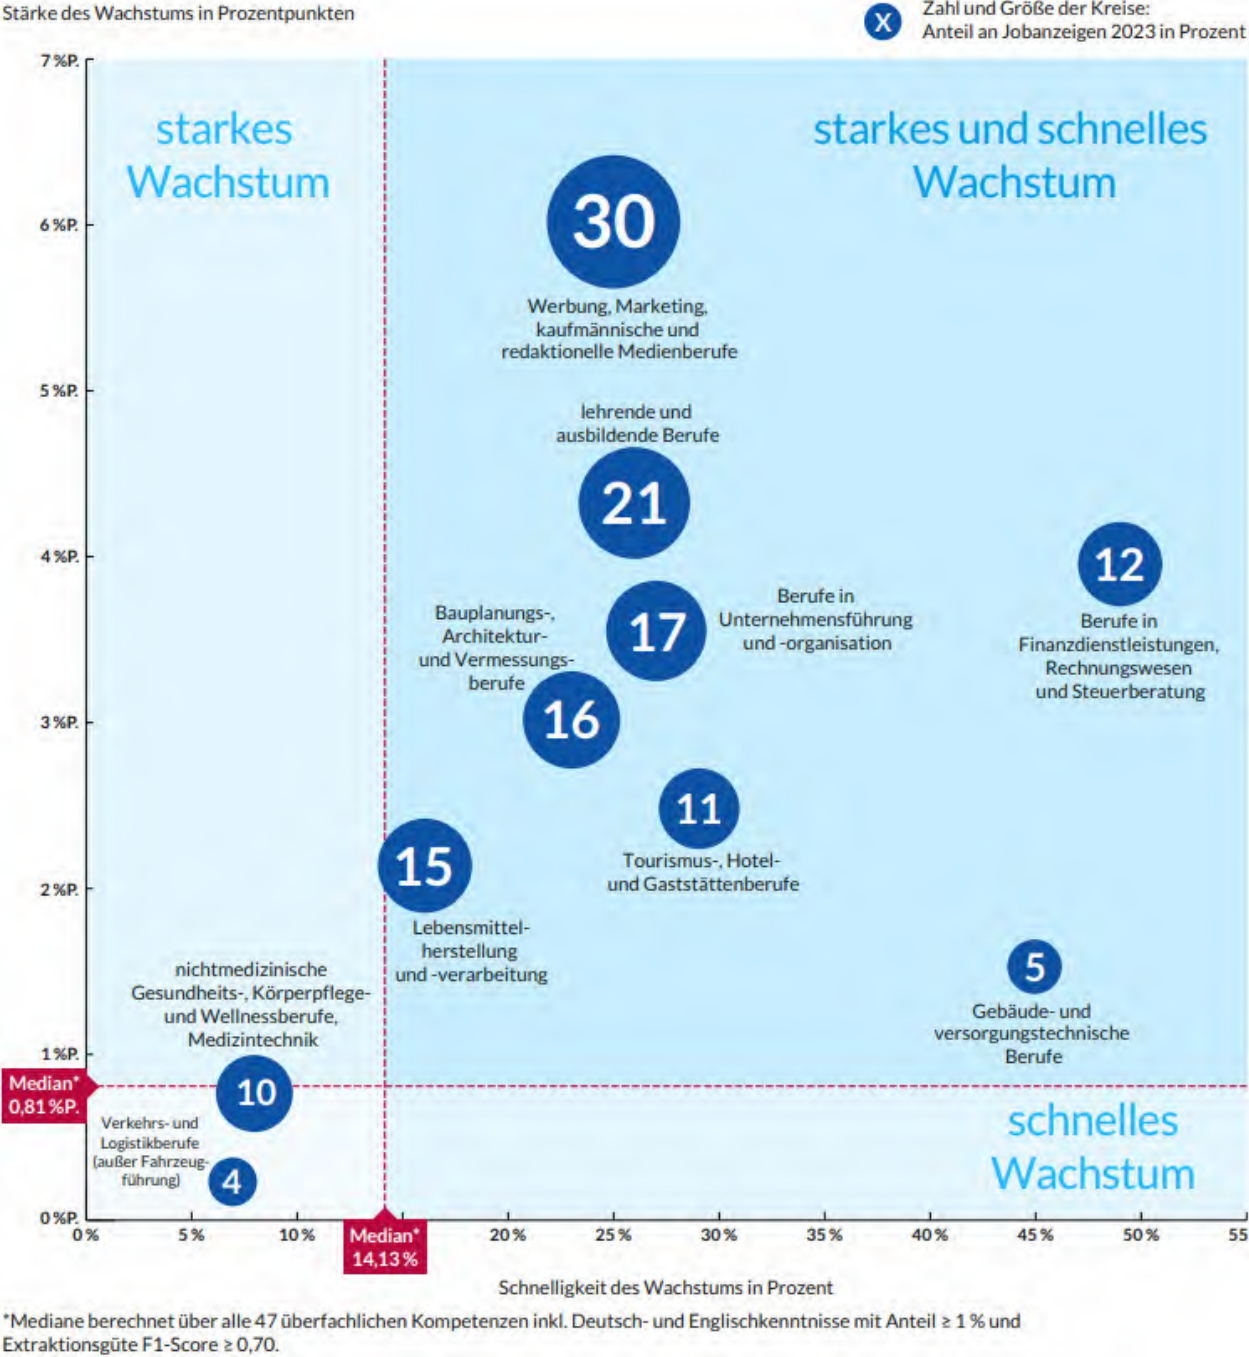 Stärke des Wachstums in Prozentpunkten
X
Zahl und Größe der Kreise:
Anteil an Jobanzeigen 2023 in Prozent
7 %P.
starkes
Wachstum
starkes und schnelles
Wachstum
6 %P.
30
Werbung, Marketing,
kaufmännische und
redaktionelle Medienberufe
5 %P.
lehrende und
ausbildende Berufe
21
4 %P.
12
Berufe in
Finanzdienstleistungen,
Rechnungswesen
und Steuerberatung
17
Berufe in
Unternehmensführung
und -organisation
Bauplanungs-,
Architektur-
und Vermessungs-
berufe
16
3 %P.
11
Tourismus-, Hotel-
und Gaststättenberufe
15
2 %P.
Lebensmittel-
herstellung
und -verarbeitung
5
Gebäude- und
versorgungstechnische
Berufe
nichtmedizinische
Gesundheits-, Körperpflege-
und Wellnessberufe,
Medizintechnik
1 %P.
10
Median*
0,81 %P.
schnelles
Wachstum
Verkehrs- und
Logistikberufe
(außer Fahrzeug-
führung)
4
0 %P.
0 %
5 %
10 %
Median*
14,13 %
20 %
25 %
30 %
35 %
40 %
45 %
50 %
55
Schnelligkeit des Wachstums in Prozent
*Mediane berechnet über alle 47 überfachlichen Kompetenzen inkl. Deutsch- und Englischkenntnisse mit Anteil ≥ 1 % und
Extraktionsgüte F1-Score ≥ 0,70.